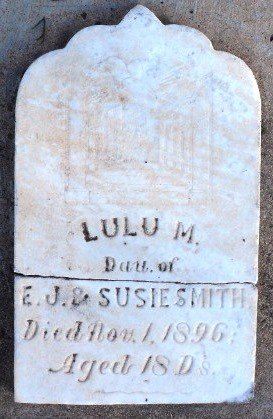 LULU M.
Dau. of
E. J. & SUSIE SMITH.
Died Nov. 1, 1896;
Aged 18 D's.